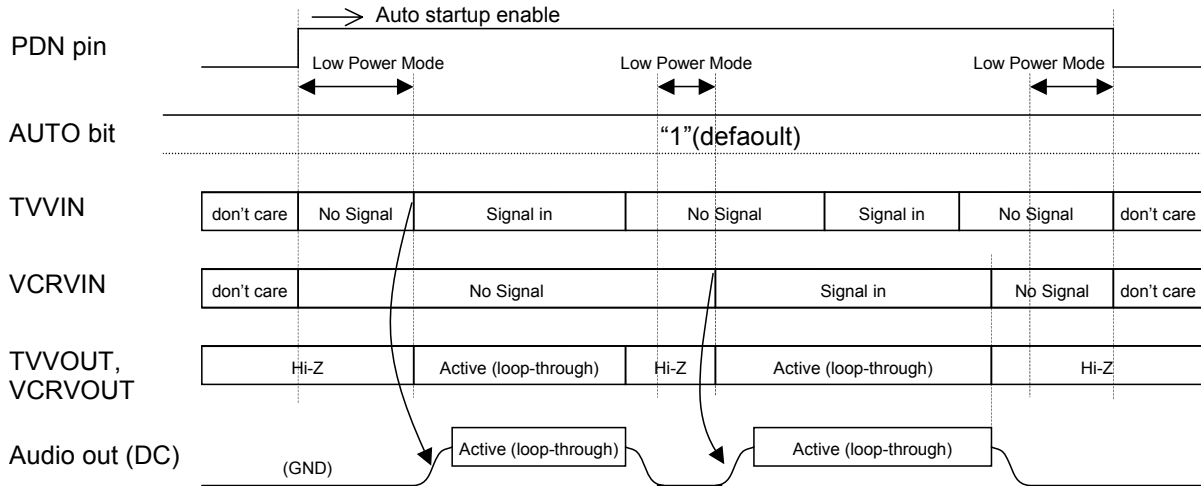 Auto startup enable
PDN pin
Low Power Mode Low Power Mode Low Power Mode
AUTO bit
“1”(defaoult)
TVVIN
don’t care No Signal Signal in No Signal Signal in No Signal don’t care
VCRVIN
don’t care No Signal Signal in No Signal don’t care
TVVOUT,
VCRVOUT
Hi-Z Active (loop-through) Hi-Z Active (loop-through) Hi-Z
Audio out (DC)
(GND)
Active (loop-through) Active (loop-through)